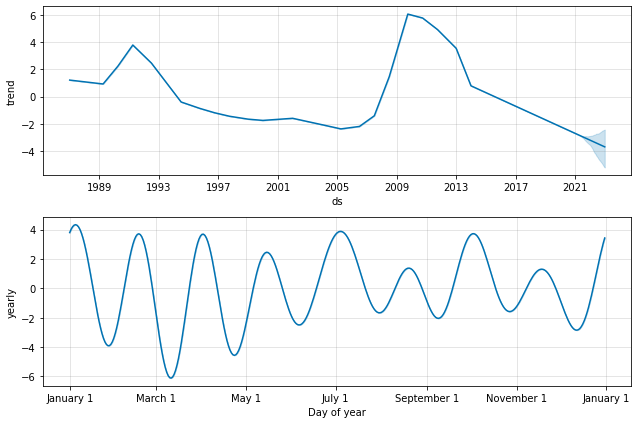 6
4
2
0
−2
−4
trend
1989 1993 1997 2001 2005 2009 2013 2017 2021
ds
4
2
0
−2
−4
−6
yearly
January 1 March 1 May 1 July 1 September 1 November 1 January 1
Day of year